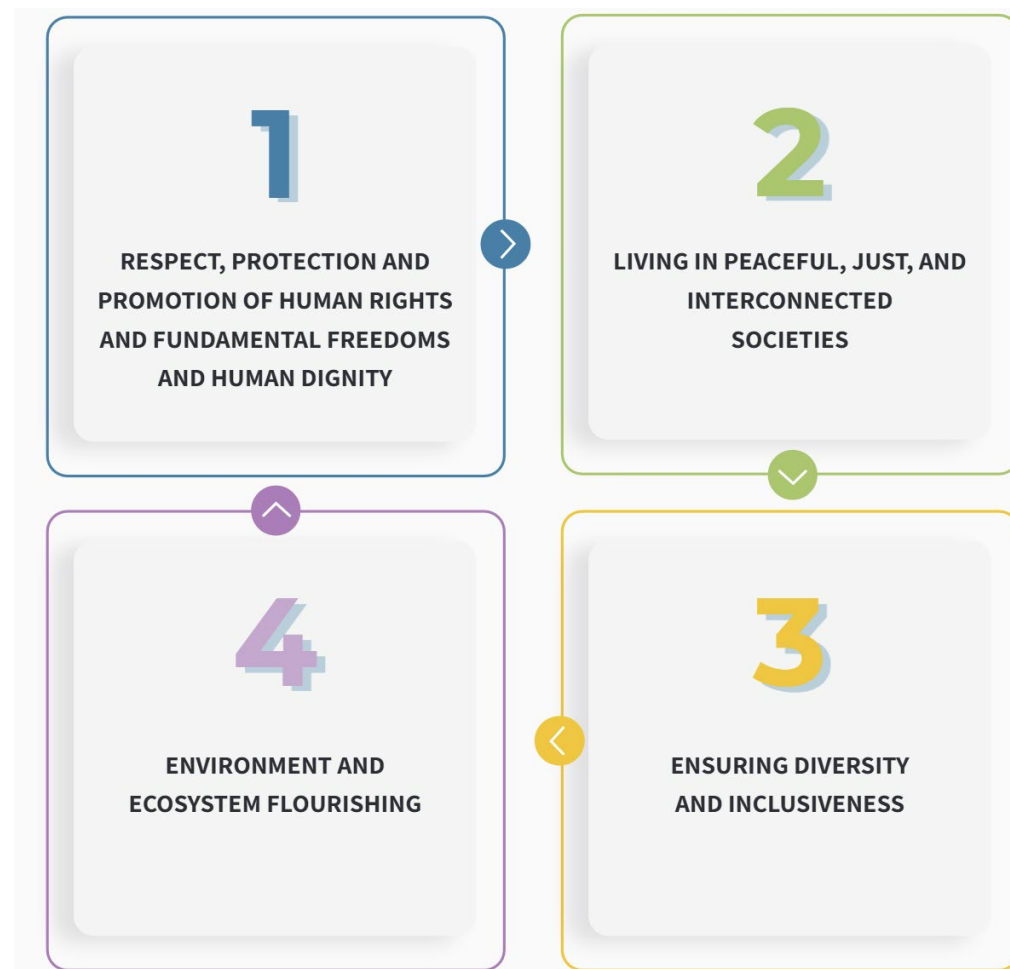 1
RESPECT, PROTECTION AND
PROMOTION OF HUMAN RIGHTS
AND FUNDAMENTAL FREEDOMS
AND HUMAN DIGNITY
2
LIVING IN PEACEFUL, JUST, AND
INTERCONNECTED
SOCIETIES
3
ENSURING DIVERSITY
AND INCLUSIVENESS
4
ENVIRONMENT AND
ECOSYSTEM FLOURISHING